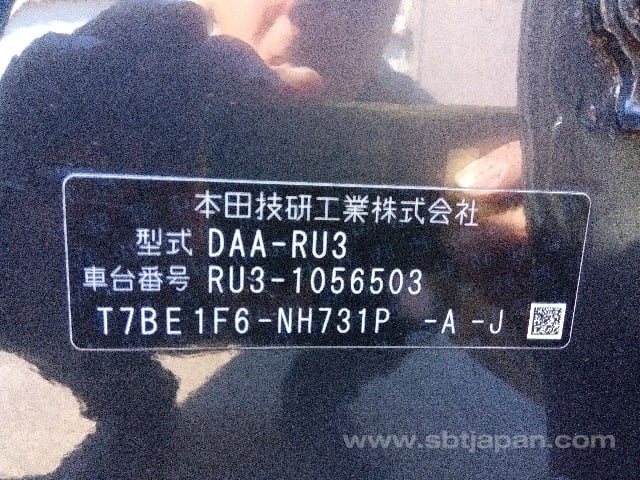 本田技研工業株式会社
型式 DAA-RU3
車台番号 RU3-1056503
T7BE1F6-NH731P -A -J
www.sbtjapan.com